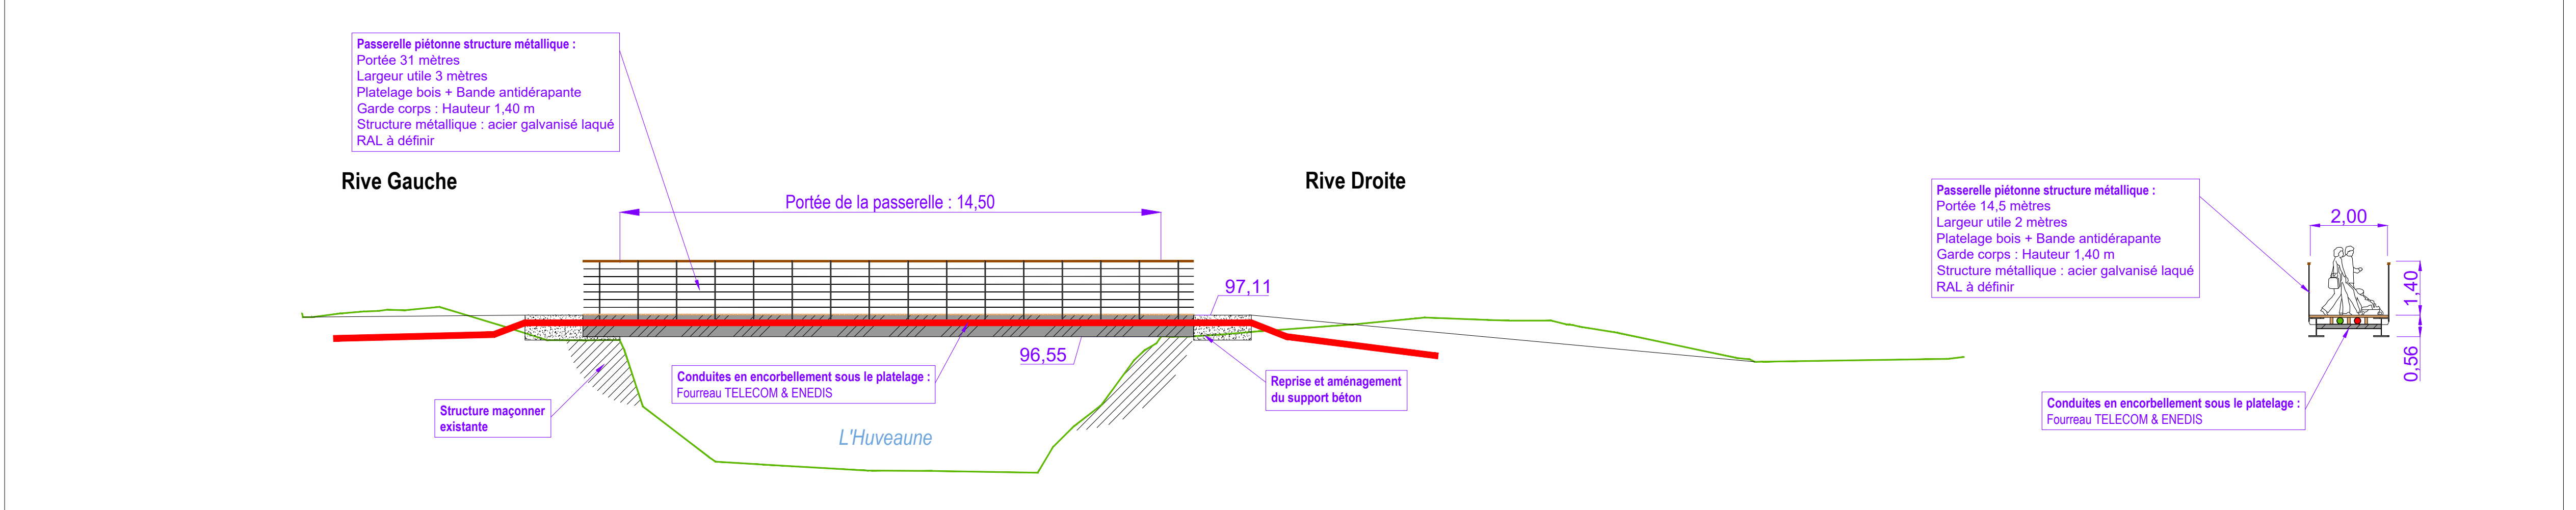 Passerelle piétonne structure métallique :
Portée 31 mètres
Largeur utile 3 mètres
Platelage bois + Bande antidérapante
Garde corps : Hauteur 1,40 m
Structure métallique : acier galvanisé laqué
RAL à définir
Rive Gauche
Rive Droite
Portée de la passerelle : 14,50
97,11
96,55
Conduites en encorbellement sous le platelage :
Fourreau TELECOM & ENEDIS
Structure maçonner
existante
Reprise et aménagement
du support béton
L'Huveaune
Passerelle piétonne structure métallique :
Portée 14,5 mètres
Largeur utile 2 mètres
Platelage bois + Bande antidérapante
Garde corps : Hauteur 1,40 m
Structure métallique : acier galvanisé laqué
RAL à définir
2,00
1,40
0,56
Conduites en encorbellement sous le platelage :
Fourreau TELECOM & ENEDIS